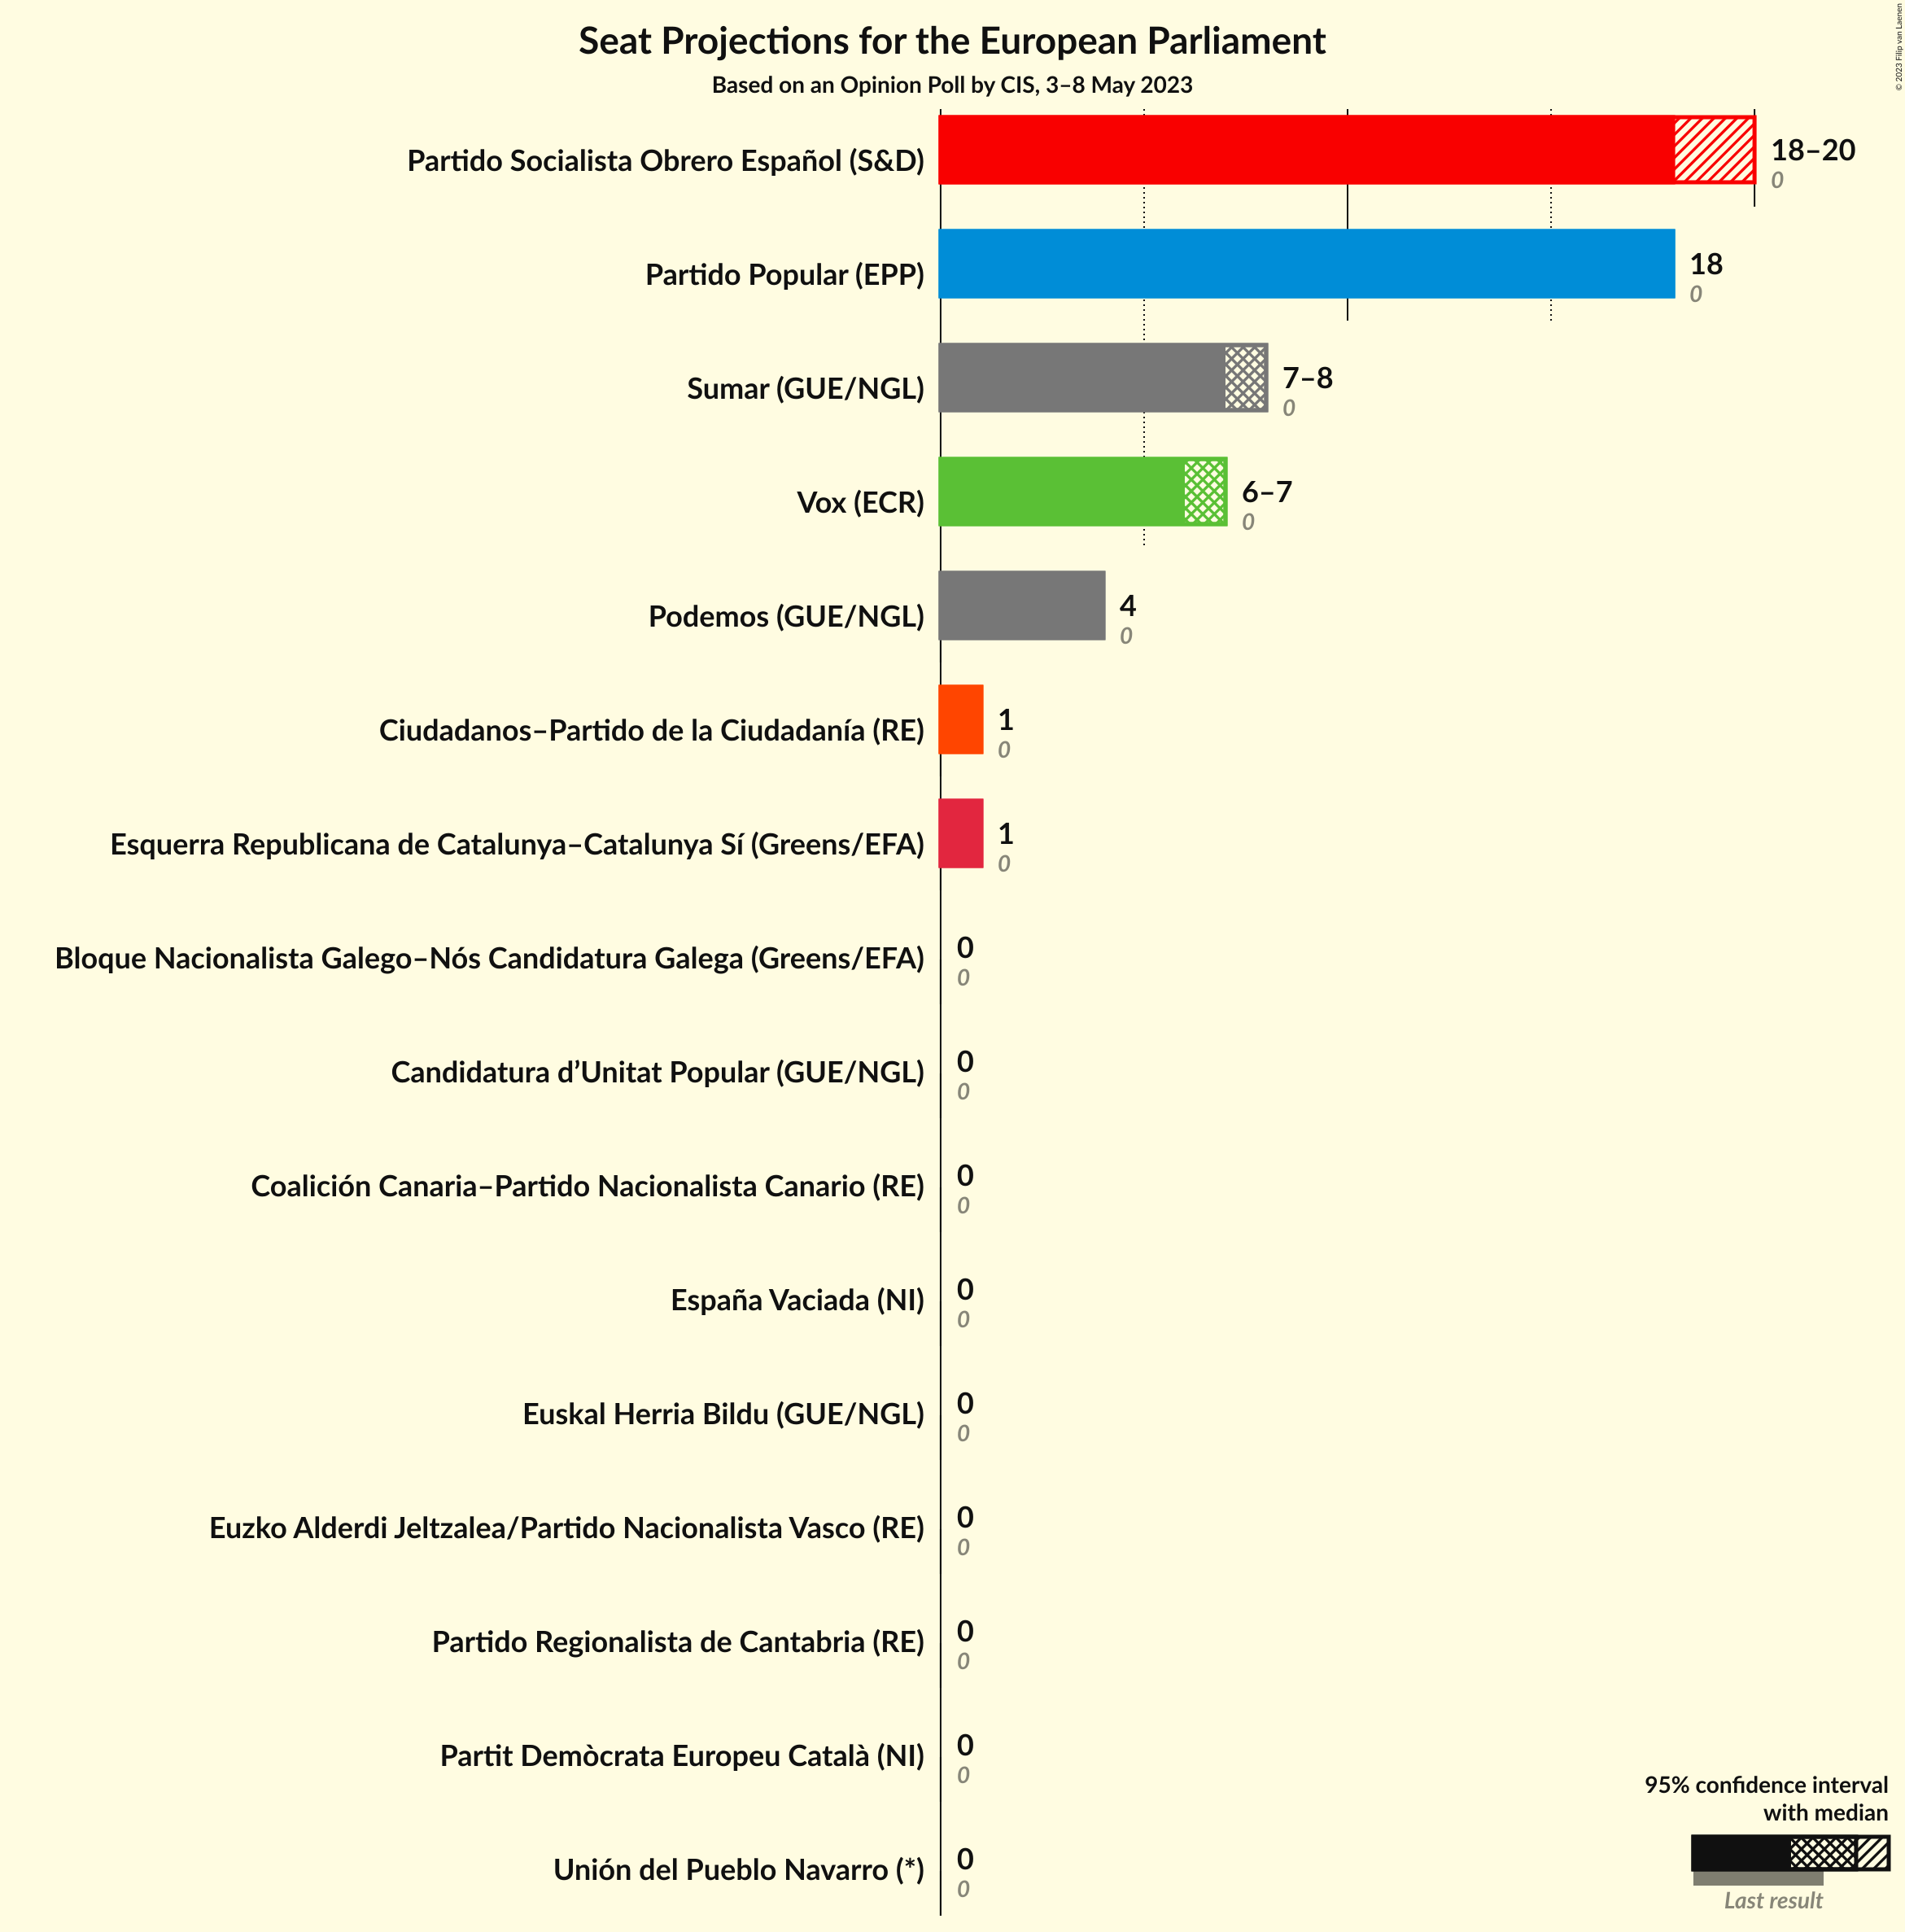 Seat Projections for the European Parliament
Based on an Opinion Poll by CIS, 3–8 May 2023
© 2023 Filip van Laenen
Partido Socialista Obrero Español (S&D)
18–20
0
Partido Popular (EPP)
18
0
Sumar (GUE/NGL)
7–8
0
Vox (ECR)
6–7
0
Podemos (GUE/NGL)
4
0
Ciudadanos–Partido de la Ciudadanía (RE)
1
0
Esquerra Republicana de Catalunya–Catalunya Sí (Greens/EFA)
1
0
Bloque Nacionalista Galego–Nós Candidatura Galega (Greens/EFA)
0
0
Candidatura d’Unitat Popular (GUE/NGL)
0
0
Coalición Canaria–Partido Nacionalista Canario (RE)
0
0
España Vaciada (NI)
0
0
Euskal Herria Bildu (GUE/NGL)
0
0
Euzko Alderdi Jeltzalea/Partido Nacionalista Vasco (RE)
0
0
Partido Regionalista de Cantabria (RE)
0
0
Partit Demòcrata Europeu Català (NI)
0
0
Unión del Pueblo Navarro (*)
0
0
95% confidence interval
with median
Last result